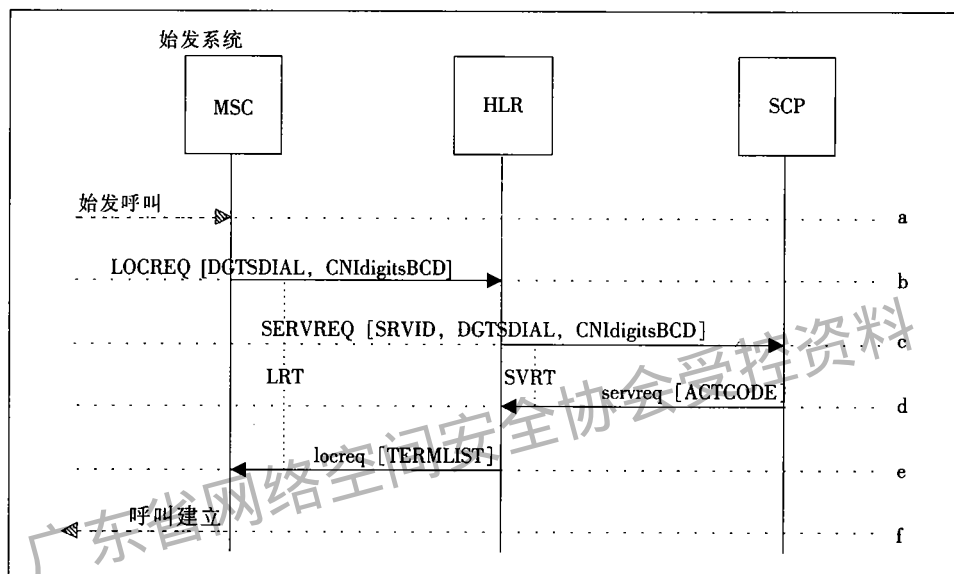 始发系统
MSC
HLR
SCP
始发呼叫
a
LOCREQ [DGTSDIAL, CNIdigitsBCD]
b
SERVREQ [SRVID, DGTSDIAL, CNIdigitsBCD]
c
LRT
SVRT
servreq [ACTCODE]
d
locreq [TERMLIST]
e
呼叫建立
f
广东省网络空间安全协会受控资料